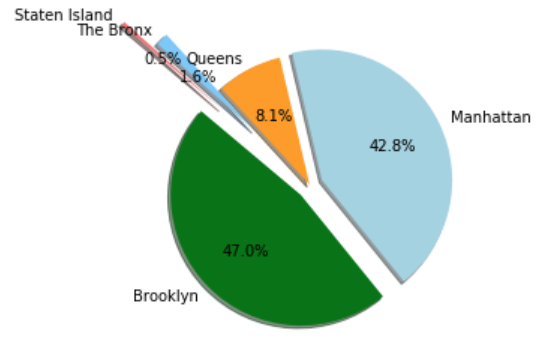 Staten Island
The Bronx
0.5% Queens
1.6%
8.1%
Manhattan
42.8%
47.0%
Brooklyn